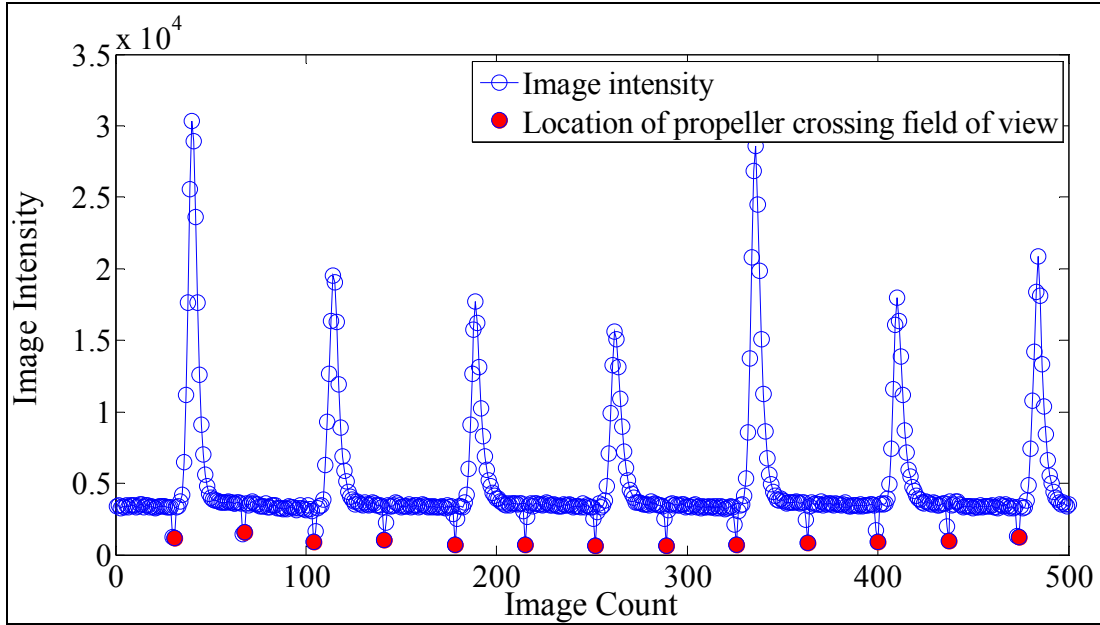 x 10^4
3.5
3
2.5
2
1.5
1
0.5
0
0 100 200 300 400 500
Image Intensity
Image Count
Image intensity
Location of propeller crossing field of view